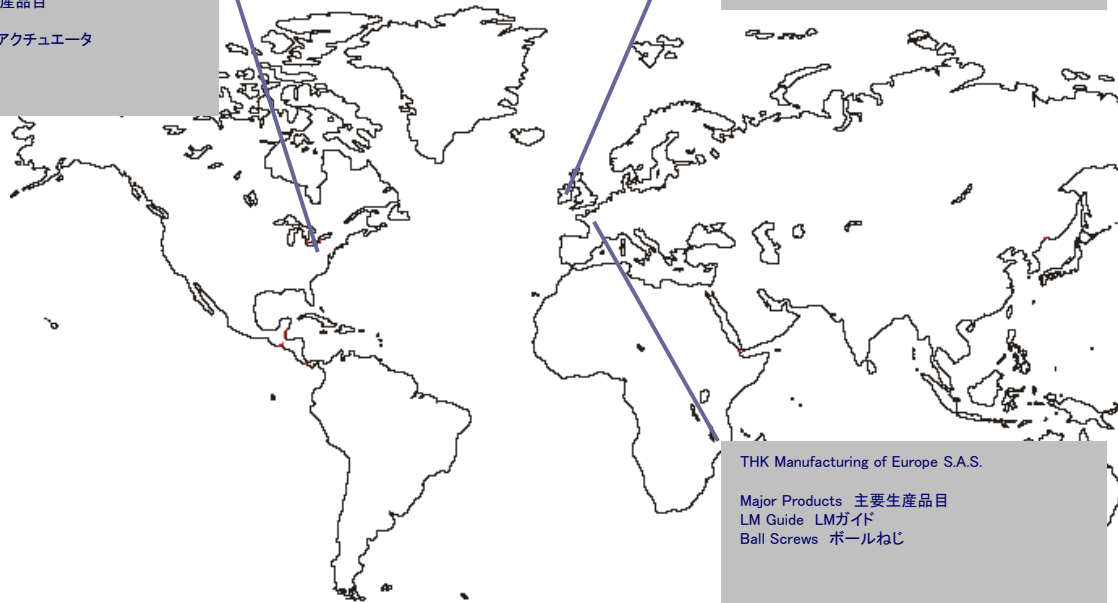 産品目
アクチュエータ
THK Manufacturing of Europe S.A.S.
Major Products 主要生産品目
LM Guide LMガイド
Ball Screws ボールねじ